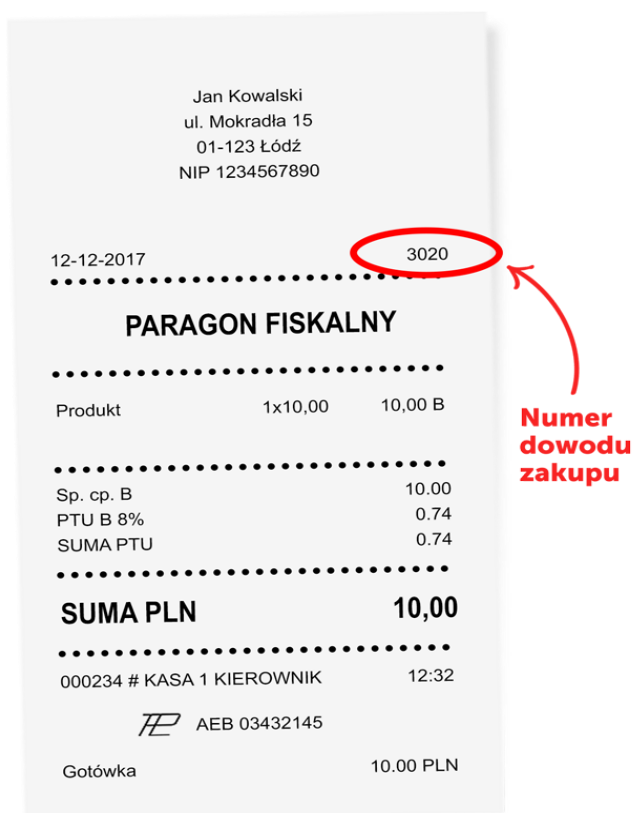 Jan Kowalski
ul. Mokradła 15
01-123 Łódź
NIP 1234567890
12-12-2017 3020
PARAGON FISKALNY
Produkt 1x10,00 10,00 B
Numer
dowodu
zakupu
Sp. cp. B 10.00
PTU B 8% 0.74
SUMA PTU 0.74
SUMA PLN 10,00
000234 # KASA 1 KIEROWNIK 12:32
AEB 03432145
Gotówka 10.00 PLN